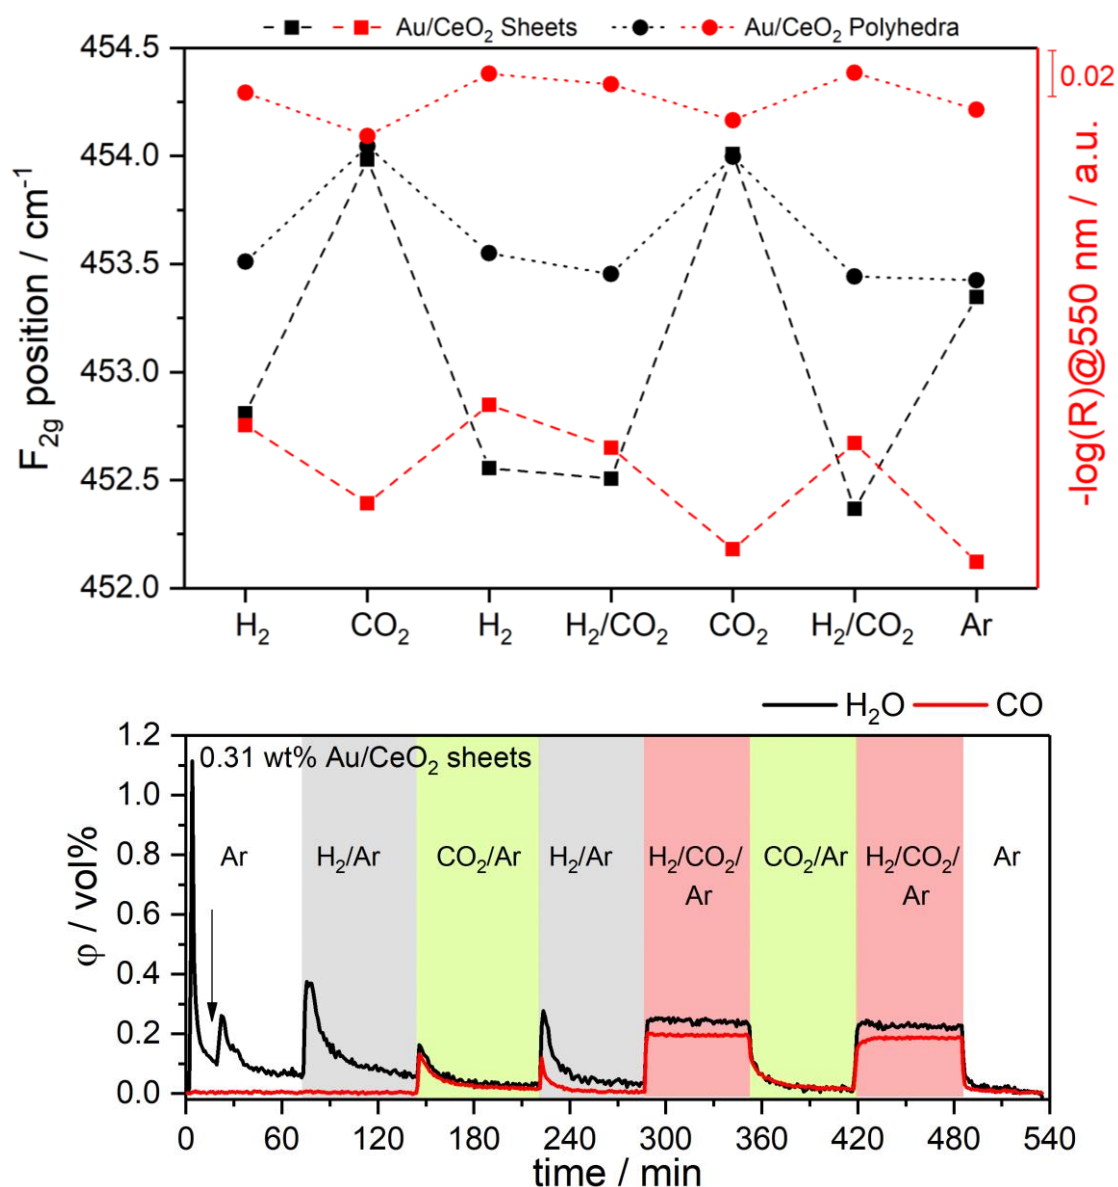 Au/CeO₂ Sheets Au/CeO₂ Polyhedra
454.5
454.0
453.5
453.0
452.5
452.0
F₂g position / cm⁻¹
0.02
-log(R)@550 nm / a.u.
H₂ CO₂ H₂ H₂/CO₂ CO₂ H₂/CO₂ Ar
H₂O CO
0.31 wt% Au/CeO₂ sheets
1.2
1.0
0.8
0.6
0.4
0.2
0.0
φ / vol%
Ar H₂/Ar CO₂/Ar H₂/Ar H₂/CO₂/ CO₂/Ar H₂/CO₂/ Ar
Ar Ar
0 60 120 180 240 300 360 420 480 540
time / min